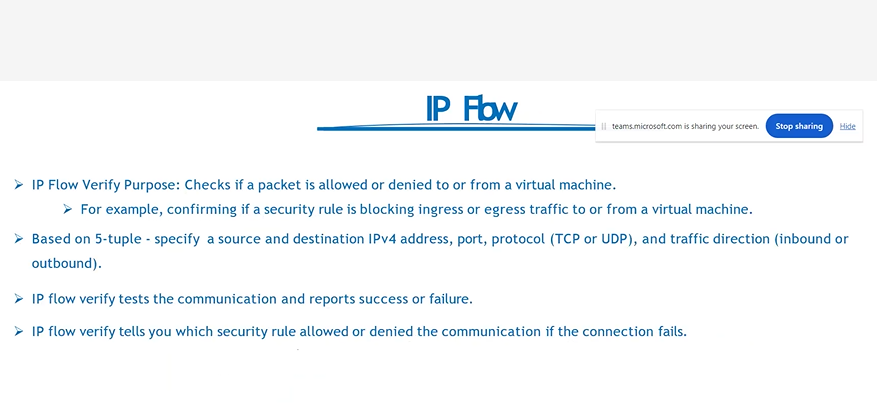 IP Flow
teams.microsoft.com is sharing your screen. Stop sharing Hide
➢ IP Flow Verify Purpose: Checks if a packet is allowed or denied to or from a virtual machine.
➢ For example, confirming if a security rule is blocking ingress or egress traffic to or from a virtual machine.
➢ Based on 5-tuple - specify a source and destination IPv4 address, port, protocol (TCP or UDP), and traffic direction (inbound or
outbound).
➢ IP flow verify tests the communication and reports success or failure.
➢ IP flow verify tells you which security rule allowed or denied the communication if the connection fails.